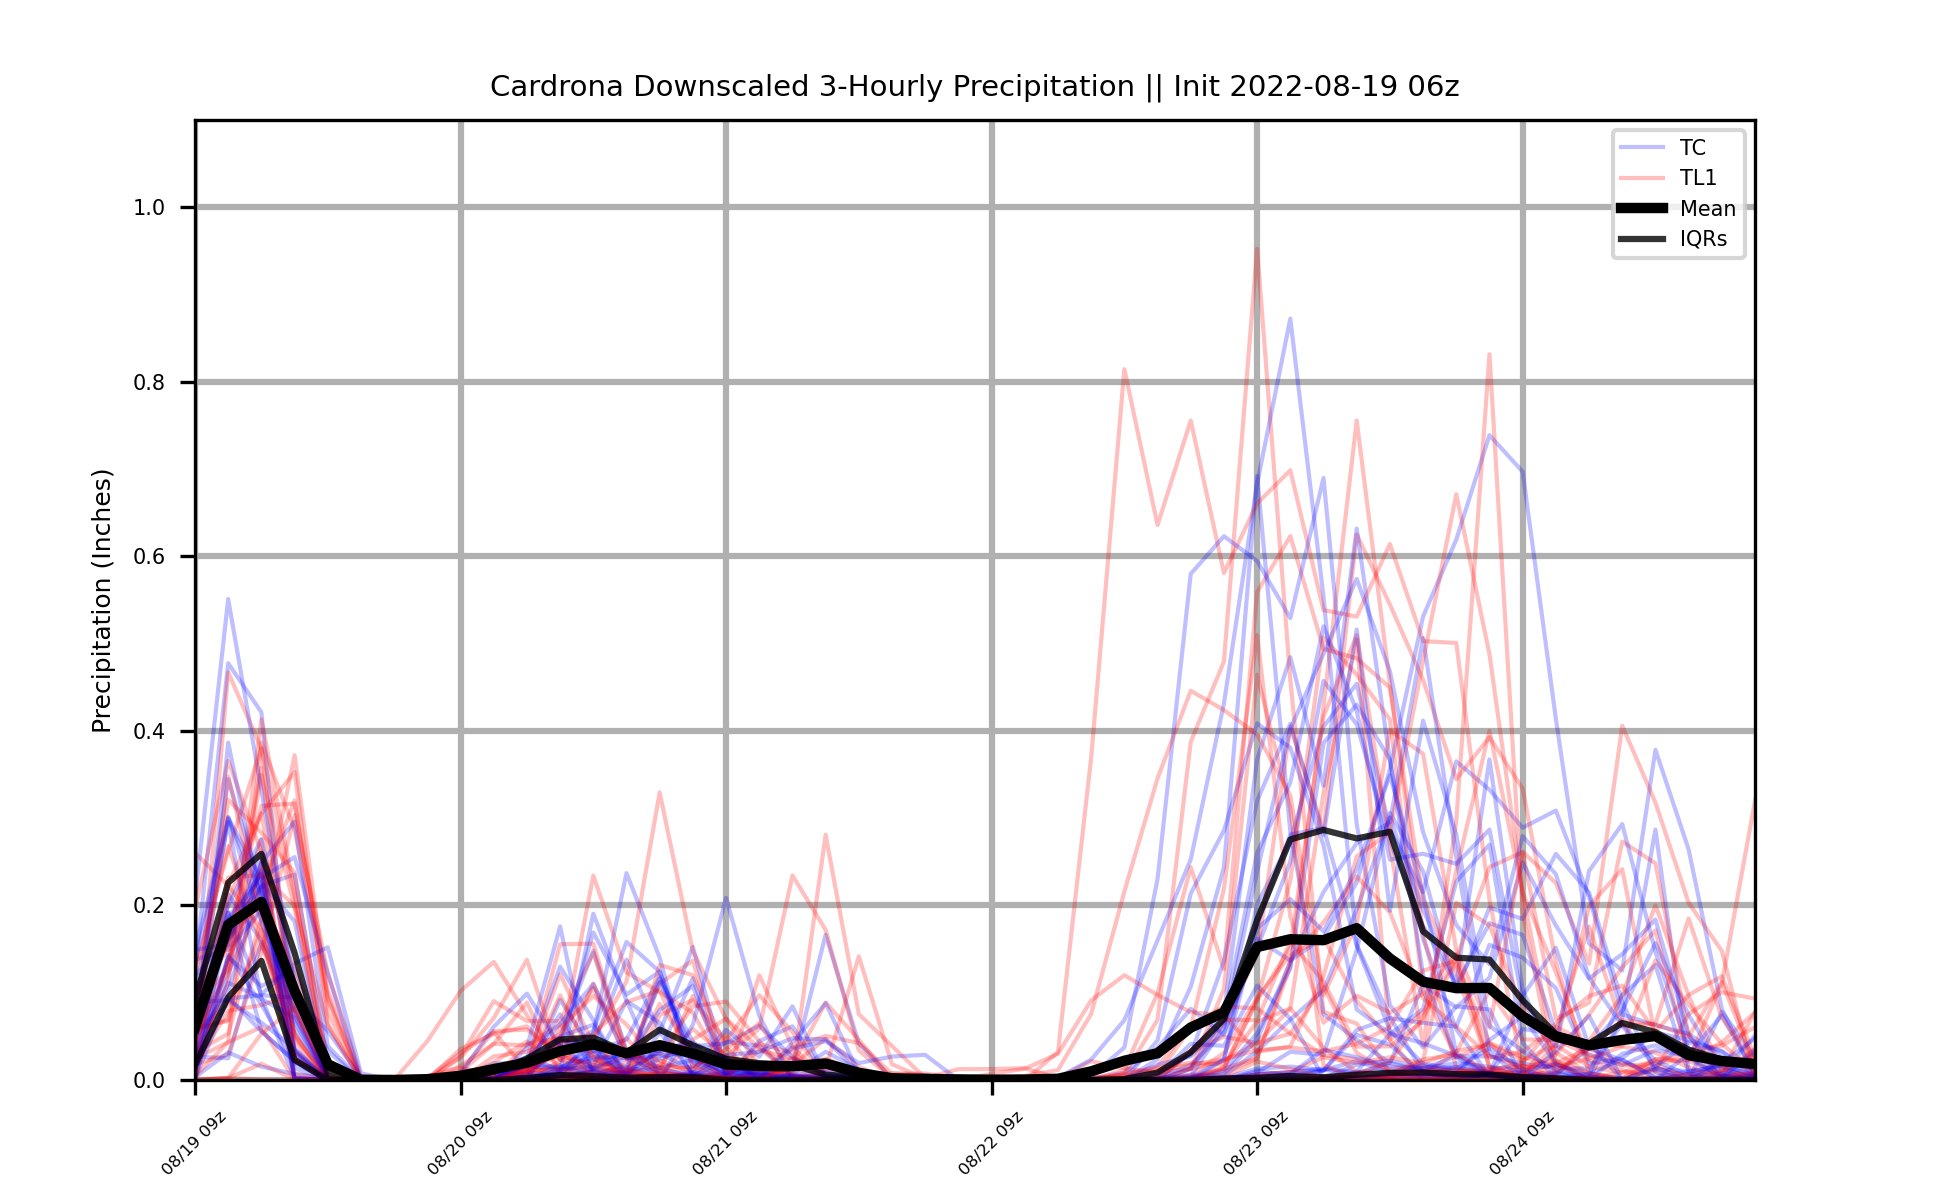 Cardrona Downscaled 3-Hourly Precipitation || Init 2022-08-19 06z
TC
TL1
Mean
IQRs
Precipitation (Inches)
1.0
0.8
0.6
0.4
0.2
0.0
08/19 09z
08/20 09z
08/21 09z
08/22 09z
08/23 09z
08/24 09z